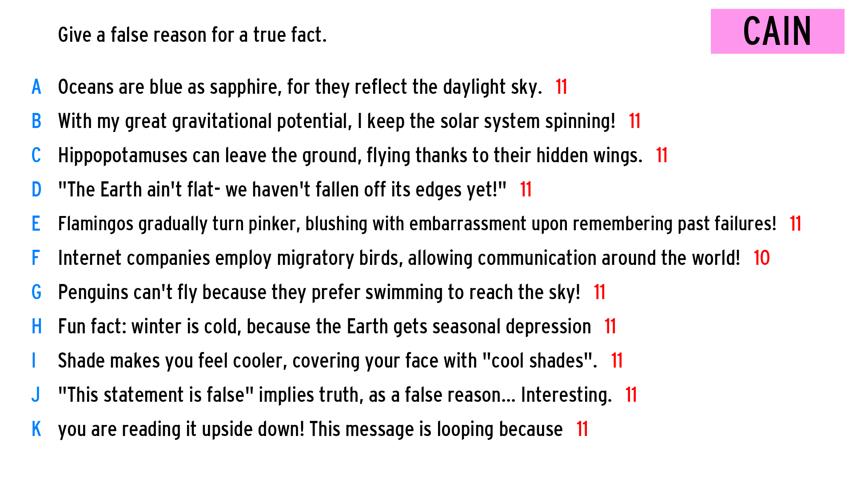 Give a false reason for a true fact.
CAIN
A Oceans are blue as sapphire, for they reflect the daylight sky. 11
B With my great gravitational potential, I keep the solar system spinning! 11
C Hippopotamuses can leave the ground, flying thanks to their hidden wings. 11
D "The Earth ain't flat- we haven't fallen off its edges yet!" 11
E Flamingos gradually turn pinker, blushing with embarrassment upon remembering past failures! 11
F Internet companies employ migratory birds, allowing communication around the world! 10
G Penguins can't fly because they prefer swimming to reach the sky! 11
H Fun fact: winter is cold, because the Earth gets seasonal depression 11
I Shade makes you feel cooler, covering your face with "cool shades". 11
J "This statement is false" implies truth, as a false reason... Interesting. 11
K you are reading it upside down! This message is looping because 11